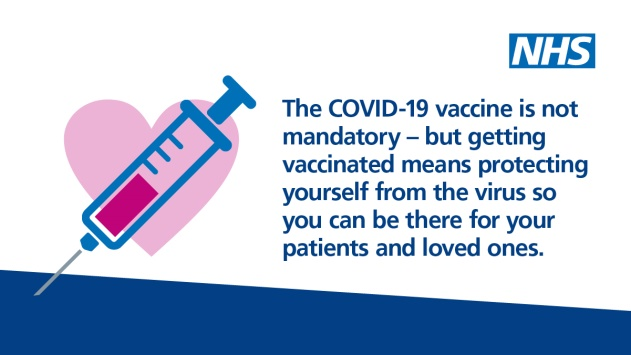 NHS
The COVID-19 vaccine is not
mandatory – but getting
vaccinated means protecting
yourself from the virus so
you can be there for your
patients and loved ones.